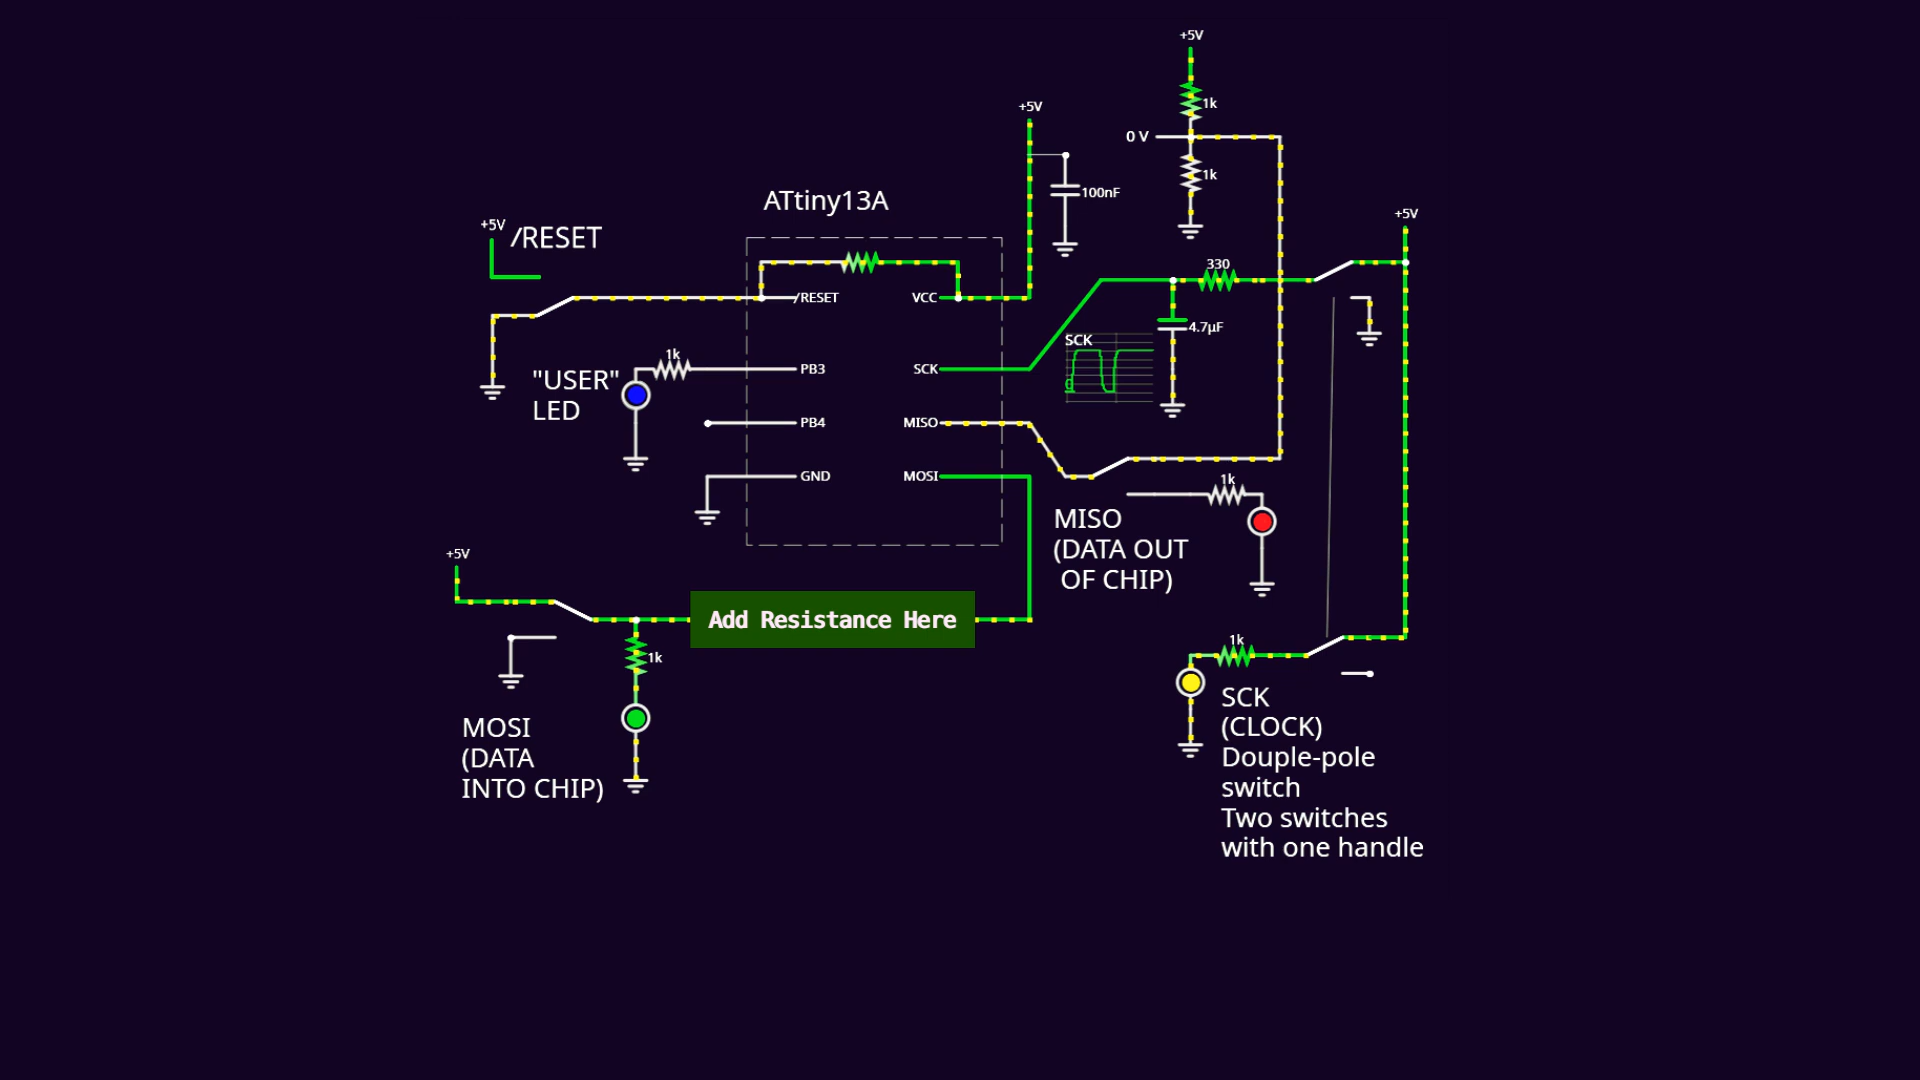 +5V
+5V
1k
0 V
1k
100nF
ATtiny13A
+5V
+5V
/RESET
330
/RESET
VCC
4.7µF
SCK
1k
PB3
SCK
"USER"
LED
PB4
MISO
GND
MOSI
1k
MISO
(DATA OUT
OF CHIP)
+5V
Add Resistance Here
1k
1k
MOSI
(DATA
INTO CHIP)
SCK
(CLOCK)
Douple-pole
switch
Two switches
with one handle